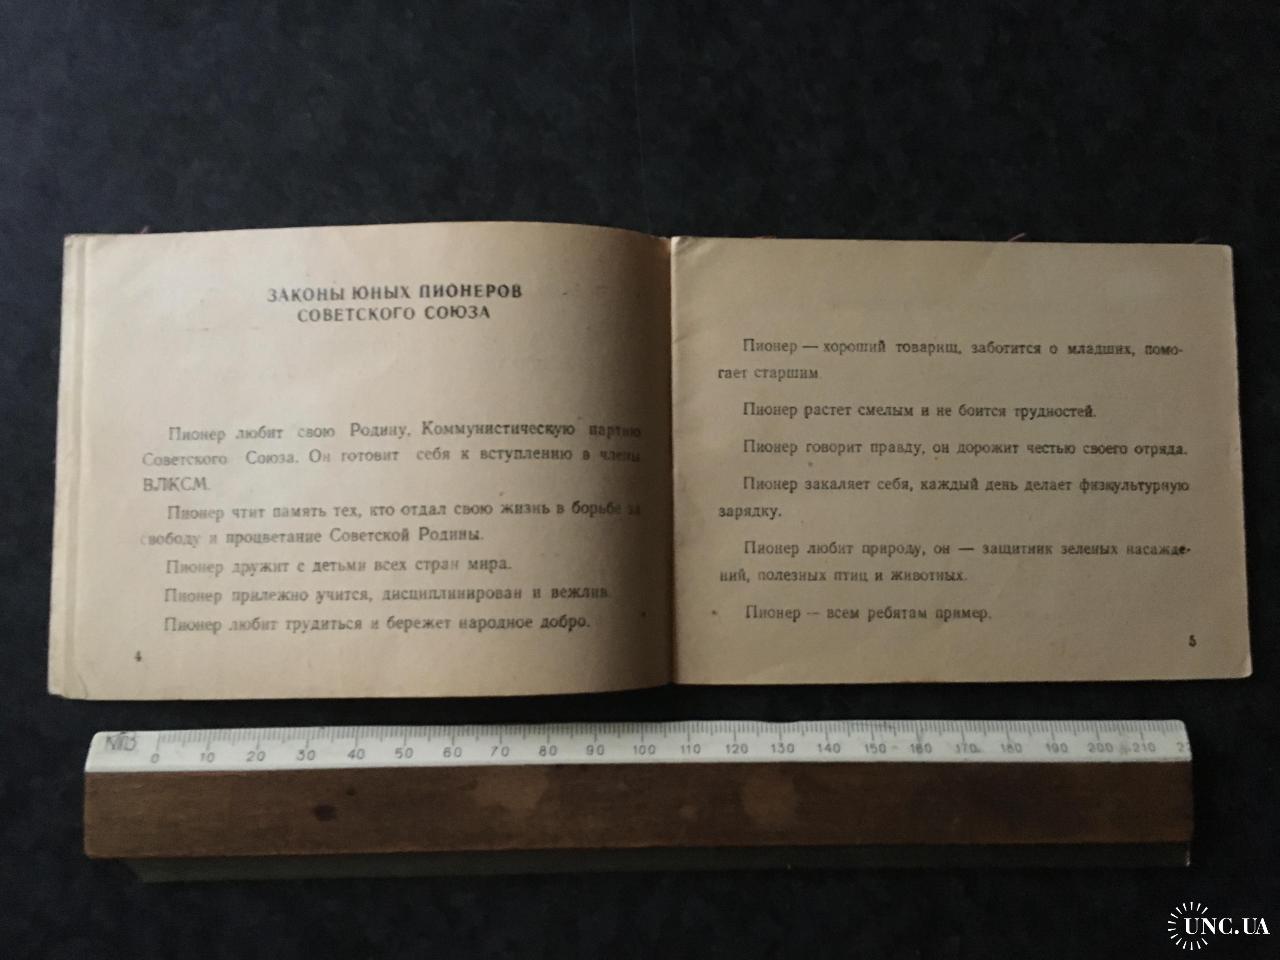 ЗАКОНЫ ЮНЫХ ПИОНЕРОВ
СОВЕТСКОГО СОЮЗА
Пионер любит свою Родину, Коммунистическую партию
Советского Союза. Он готовит себя к вступлению в члены
ВЛКСМ.
Пионер чтит память тех, кто отдал свою жизнь в борьбе за
свободу и процветание Советской Родины.
Пионер дружит с детьми всех стран мира.
Пионер прилежно учится, дисциплинирован и вежлив.
Пионер любит трудиться и бережет народное добро.
4
Пионер — хороший товарищ, заботится о младших, помо-
гает старшим.
Пионер растет смелым и не боится трудностей.
Пионер говорит правду, он дорожит честью своего отряда.
Пионер закаляет себя, каждый день делает физкультурную
зарядку.
Пионер любит природу, он — защитник зеленых насажде-
ний, полезных птиц и животных.
Пионер — всем ребятам пример.
5
0 10 20 30 40 50 60 70 80 90 100 110 120 130 140 150 160 170 180 190 200 210 22
UNC.UA